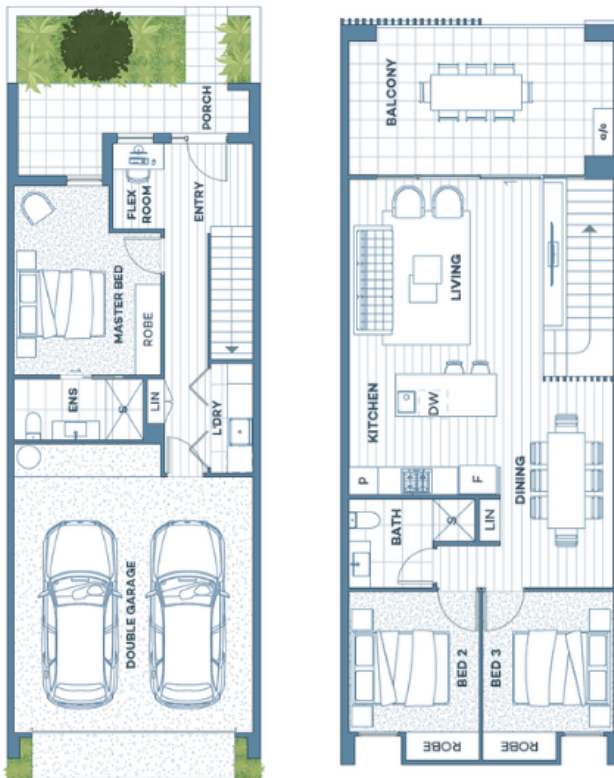 PORCH
FLEX
ROOM
ENTRY
MASTER BED
ROBE
ENS
S
LIN
L'DRY
DOUBLE GARAGE
BALCONY
a/c
LIVING
KITCHEN
DW
P
F
DINING
BATH
S
LIN
BED 2
BED 3
ROBE
ROBE